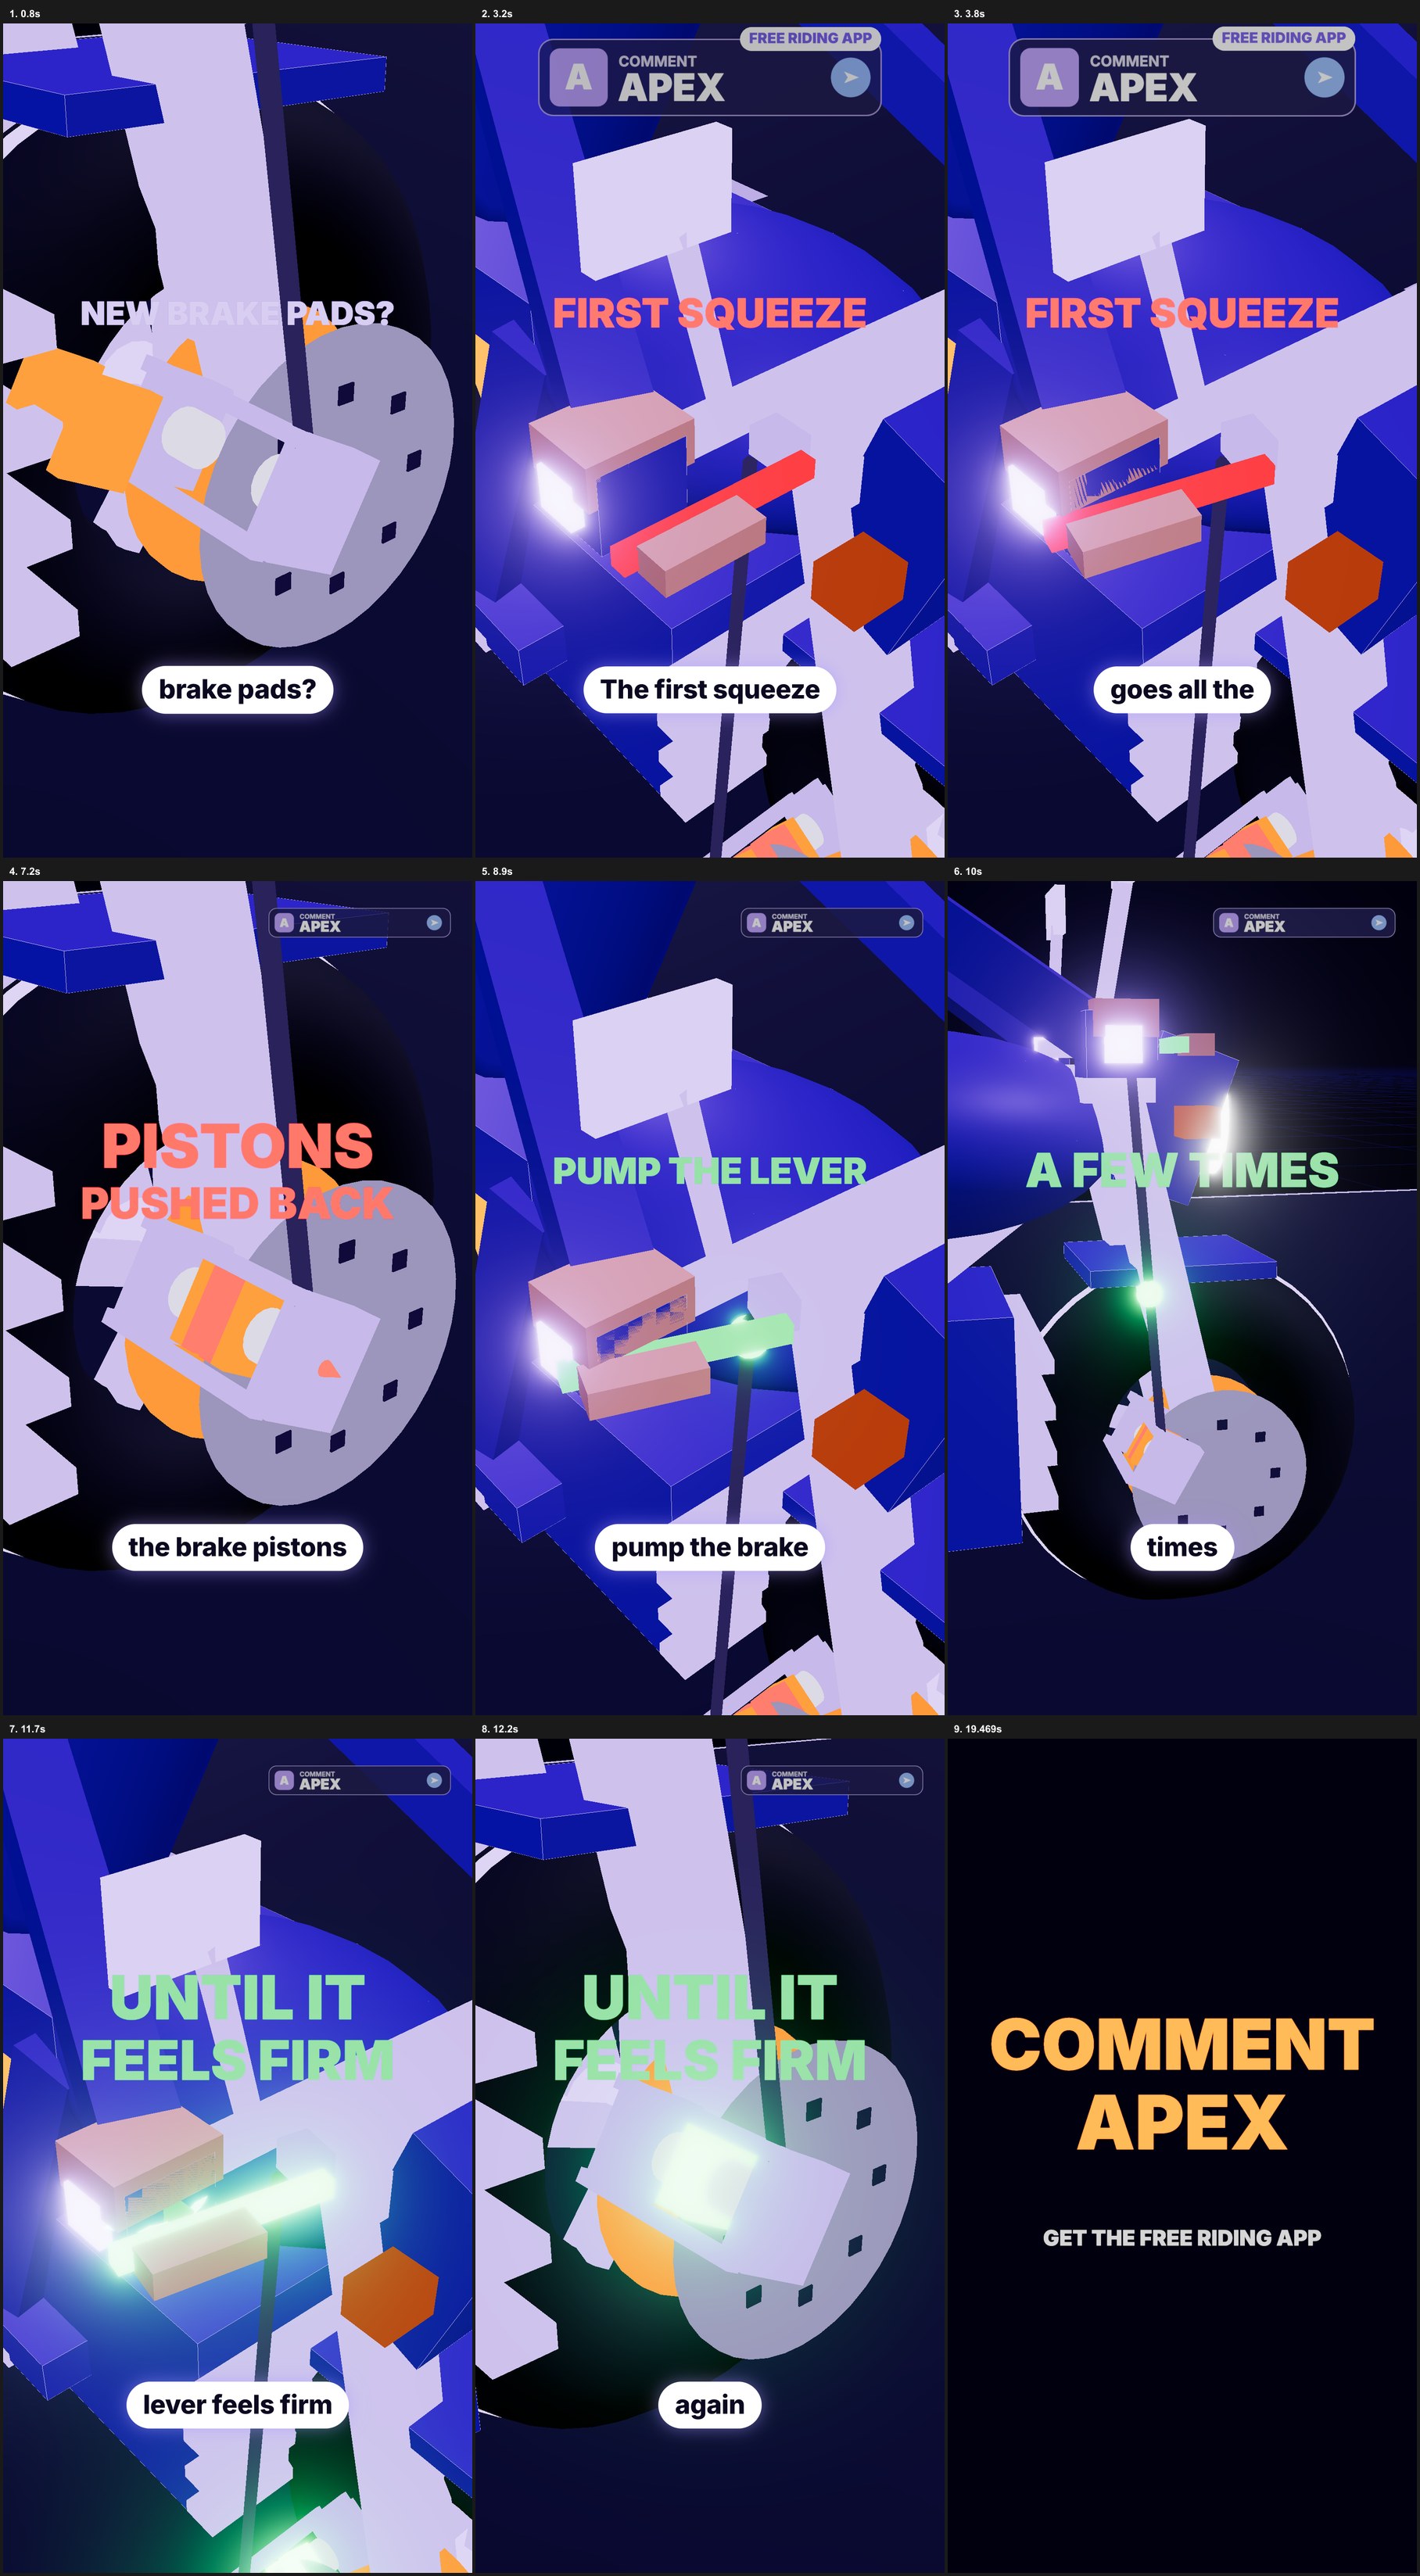 1. 0.8s
NEW BRAKE PADS?
brake pads?
2. 3.2s
FREE RIDING APP
A
COMMENT
APEX
FIRST SQUEEZE
The first squeeze
3. 3.8s
FREE RIDING APP
A
COMMENT
APEX
FIRST SQUEEZE
goes all the
4. 7.2s
A
COMMENT
APEX
PISTONS
PUSHED BACK
the brake pistons
5. 8.9s
A
COMMENT
APEX
PUMP THE LEVER
pump the brake
6. 10s
A
COMMENT
APEX
A FEW TIMES
times
7. 11.7s
A
COMMENT
APEX
UNTIL IT
FEELS FIRM
lever feels firm
8. 12.2s
A
COMMENT
APEX
UNTIL IT
FEELS FIRM
again
9. 19.469s
COMMENT
APEX
GET THE FREE RIDING APP